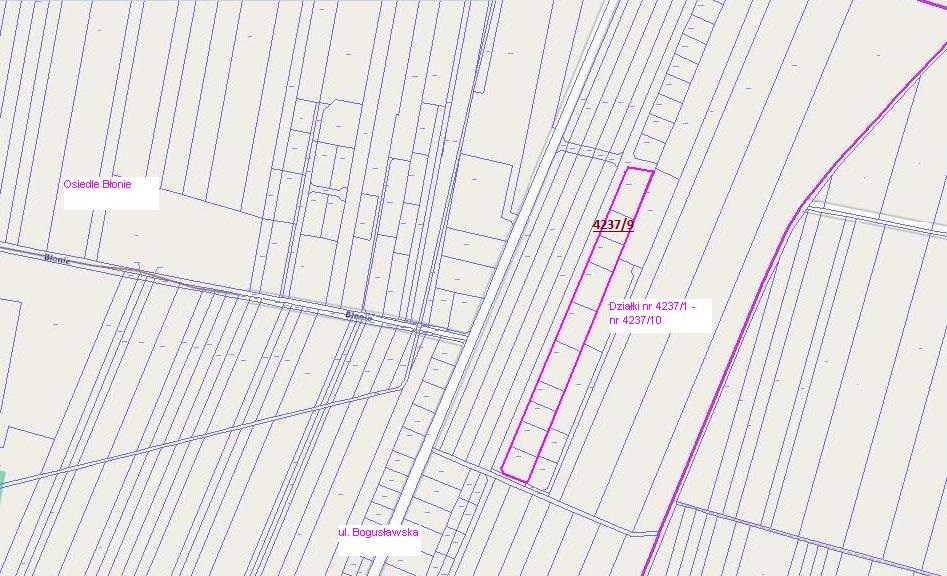 Osiedle Błonie
4237/9
Błonie
Działki nr 4237/1 -
nr 4237/10
Błonie
ul. Bogusławska